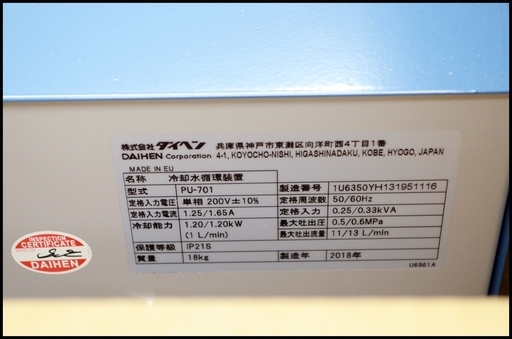 株式会社 ダイヘン 兵庫県神戸市東灘区向洋町西4丁目1番
DAIHEN Corporation 4-1, KOYOCHO-NISHI, HIGASHINADAKU, KOBE, HYOGO, JAPAN
MADE IN EU
名称 冷却水循環装置
型式 PU-701 製造番号 1U6350YH131951116
定格入力電圧 単相 200V±10% 定格周波数 50/60Hz
定格入力電流 1.25/1.65A 定格入力 0.25/0.33kVA
冷却能力 1.20/1.20kW 最大吐出圧力 0.5/0.6MPa
(1 L/min) 最大吐出流量 11/13 L/min
保護等級 IP21S
質量 18kg 製造年 2018年
U6961A
INSPECTION
CERTIFICATE
DAIHEN